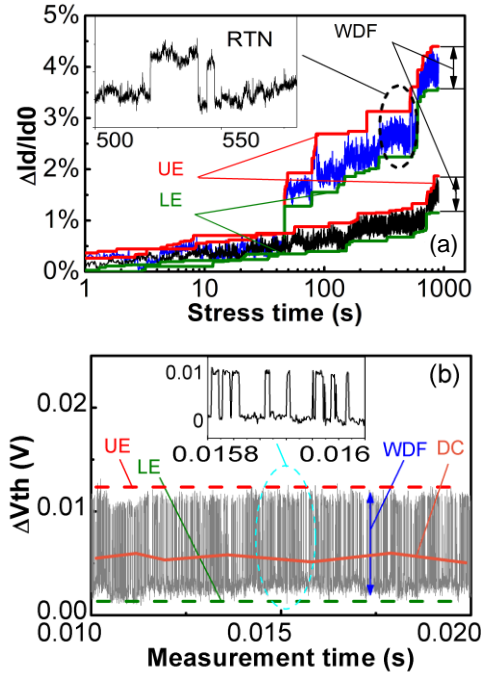 5%
4%
3%
2%
1%
0%
ΔId/Id0
RTN
500
550
WDF
UE
LE
(a)
1
10
100
1000
Stress time (s)
0.02
0.01
0.00
ΔVth (V)
(b)
0.01
0
0.0158
0.016
UE
LE
WDF
DC
0.010
0.015
0.020
Measurement time (s)